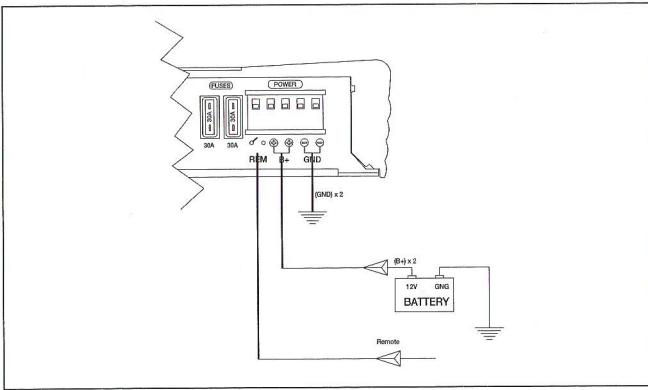 FUSES
POWER
30A
30A
30A 30A
REM B+ GND
(GND) x 2
(B+) x 2
12V GNG
BATTERY
Remote